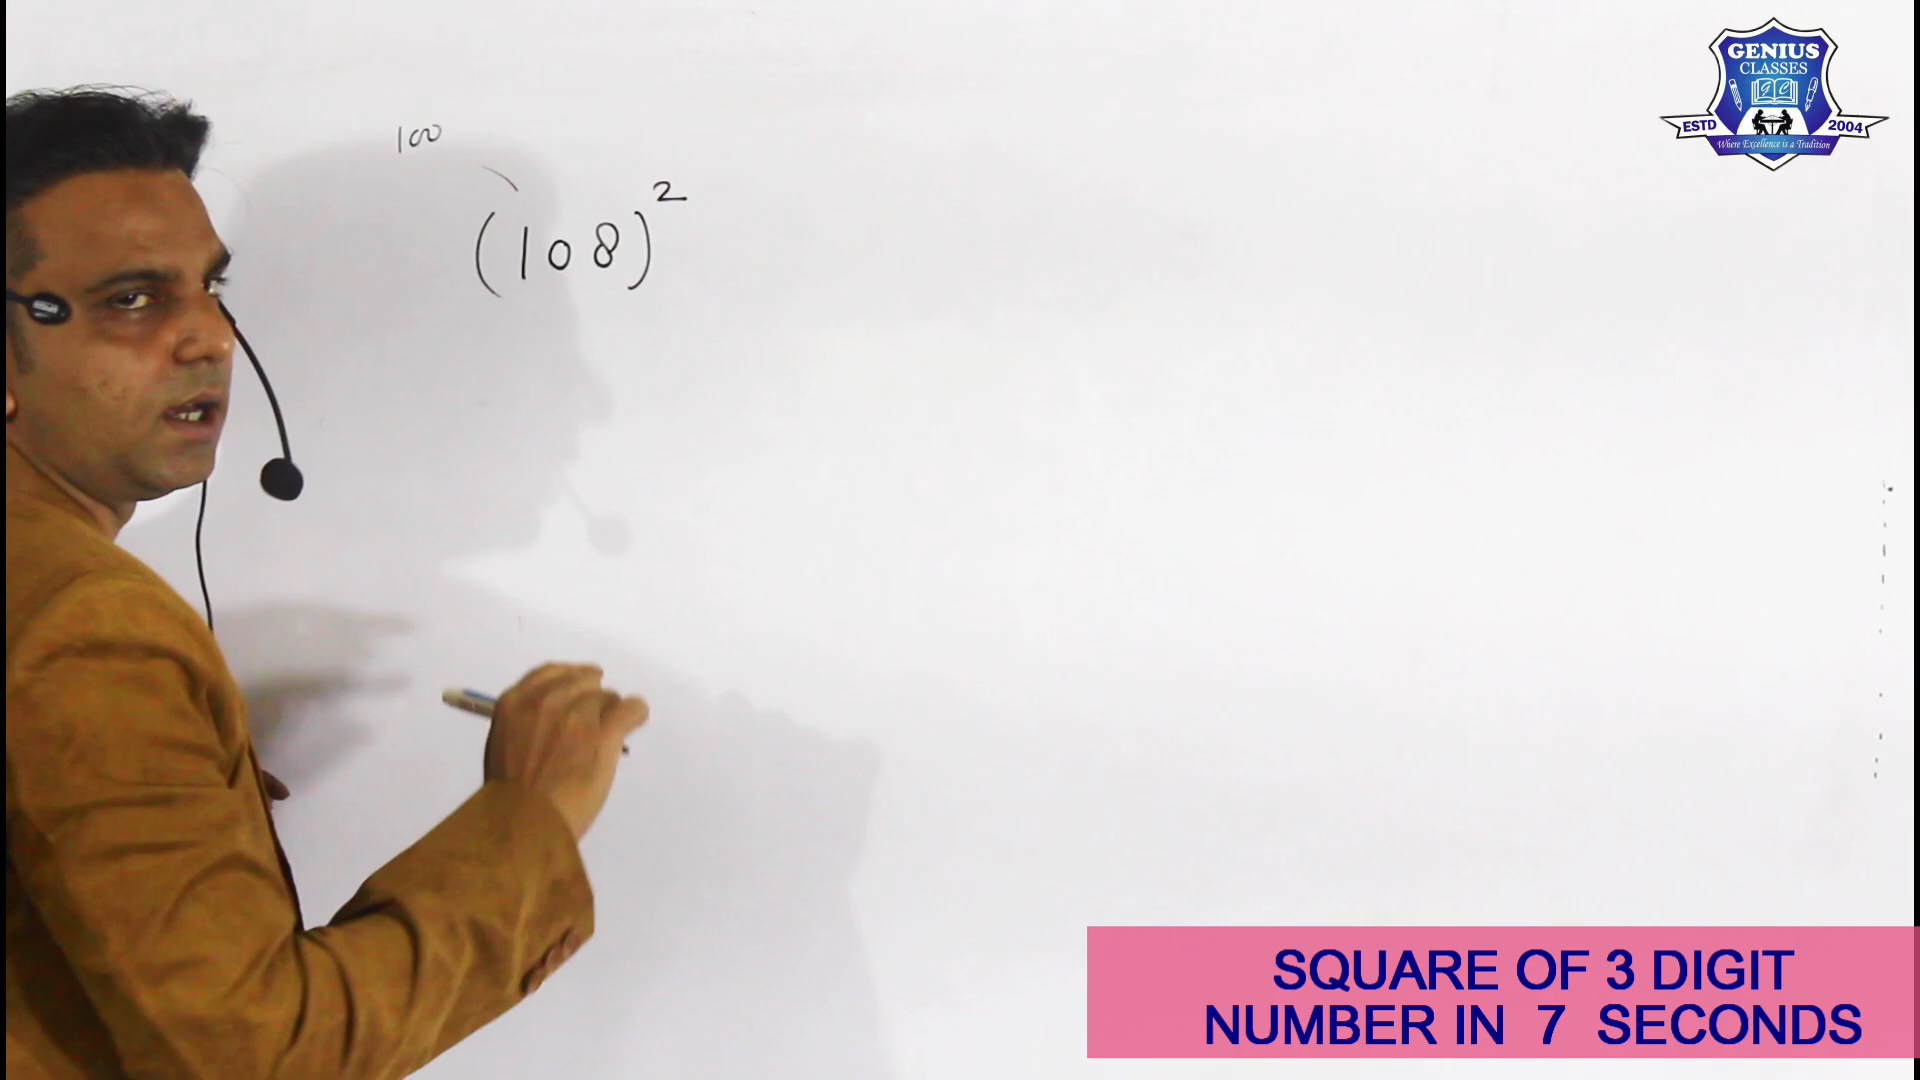 100
(108)²
GENIUS
CLASSES
GC
ESTD 2004
Where Excellence is a Tradition
SQUARE OF 3 DIGIT
NUMBER IN 7 SECONDS